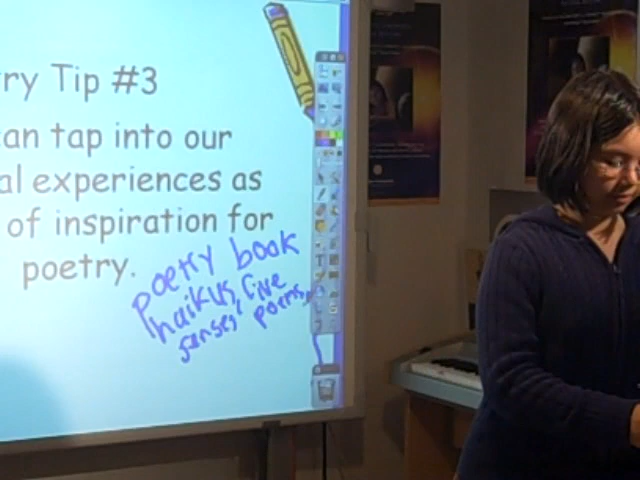 ry Tip #3
can tap into our
al experiences as
of inspiration for
poetry.
poetry book
haikus, five
senses, poems,